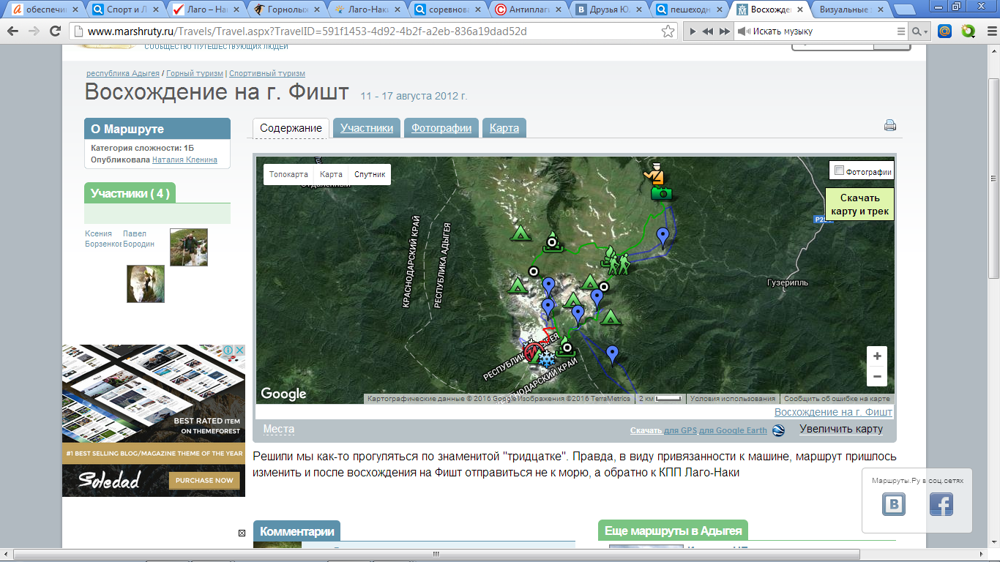 обеспечи
Спорт и Л
Лаго – На
Горнолы
Лаго-Нак
соревнов
Антиплаг
Друзья Ю
пешеходн
Восхожде
Визуальные
www.marshruty.ru/Travels/Travel.aspx?TravelID=591f1453-4d92-4b2f-a2eb-836a19dad52d
Искать музыку
СООБЩЕСТВО ПУТЕШЕСТВУЮЩИХ ЛЮДЕЙ
республика Адыгея / Горный туризм | Спортивный туризм
Восхождение на г. Фишт 11 - 17 августа 2012 г.
О Маршруте
Категория сложности: 1Б
Опубликовала Наталия Кленина
Участники ( 4 )
Ксения Павел
Борзенков Бородин
Содержание Участники Фотографии Карта
Топокарта Карта Спутник
Фотографии
Скачать
карту и трек
КРАСНОДАРСКИЙ КРАЙ
РЕСПУБЛИКА АДЫГЕЯ
Гузерипль
РЕСПУБЛИКА АДЫГЕЯ
КРАСНОДАРСКИЙ КРАЙ
+
−
Google
Картографические данные © 2016 Google Изображения ©2016 TerraMetrics 2 км Условия использования Сообщить об ошибке на карте
Восхождение на г. Фишт
Места
Скачать для GPS для Google Earth
Увеличить карту
Решили мы как-то прогуляться по знаменитой "тридцатке". Правда, в виду привязанности к машине, маршрут пришлось
изменить и после восхождения на Фишт отправиться не к морю, а обратно к КПП Лаго-Наки
BEST RATED ITEM
ON THEMEFOREST
#1 BEST SELLING BLOG/MAGAZINE THEME OF THE YEAR
Soledad
PURCHASE NOW
Маршруты.Ру в соц.сетях
Комментарии
Еще маршруты в Адыгея